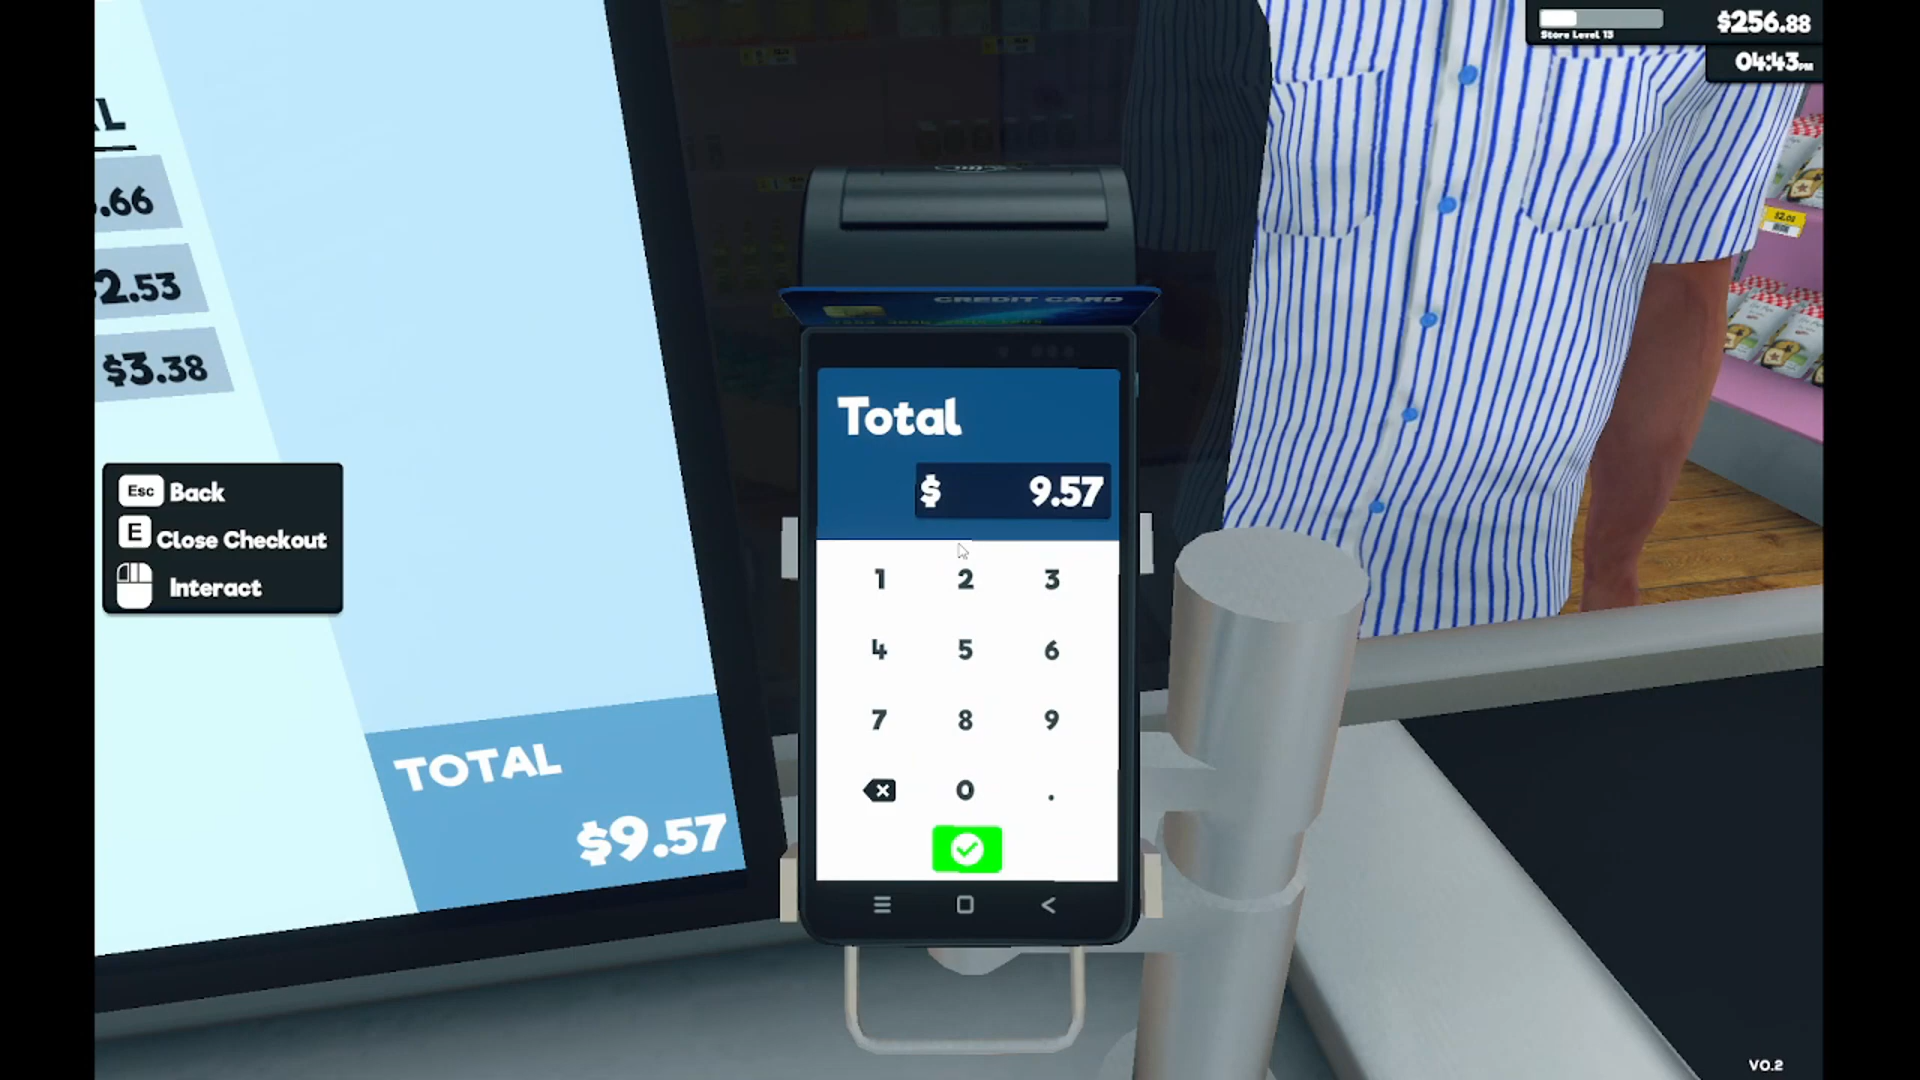 .66
$2.53
$3.38
TOTAL
$9.57
Esc Back
E Close Checkout
Interact
CREDIT CARD
Total
$ 9.57
1 2 3
4 5 6
7 8 9
0 .
$256.88
Store Level 13
04:43PM
V0.2